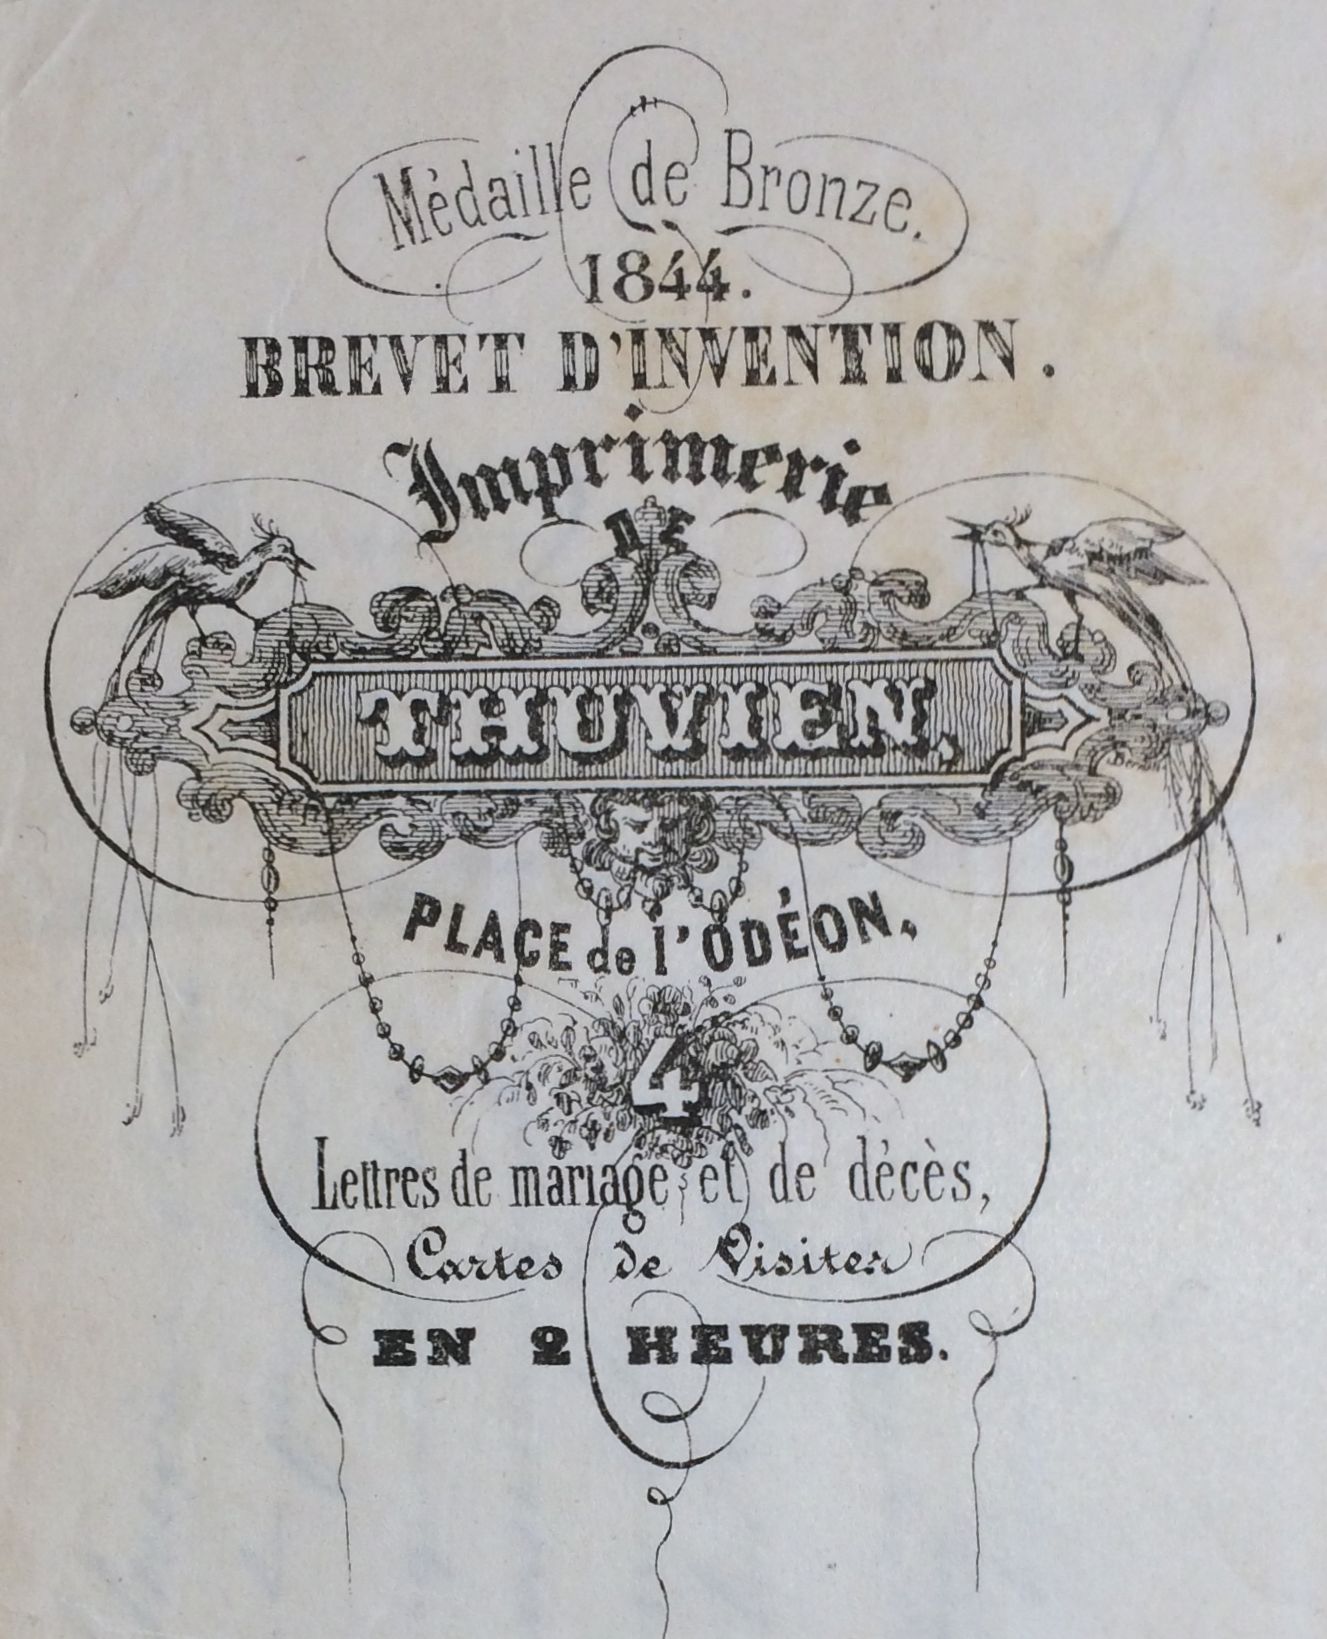 Médaille de Bronze.
1844.
BREVET D'INVENTION.
Imprimerie
DE
THUVIEN,
PLACE de l'ODÉON,
4
Lettres de mariage et de décès,
Cartes de Visites
EN 2 HEURES.